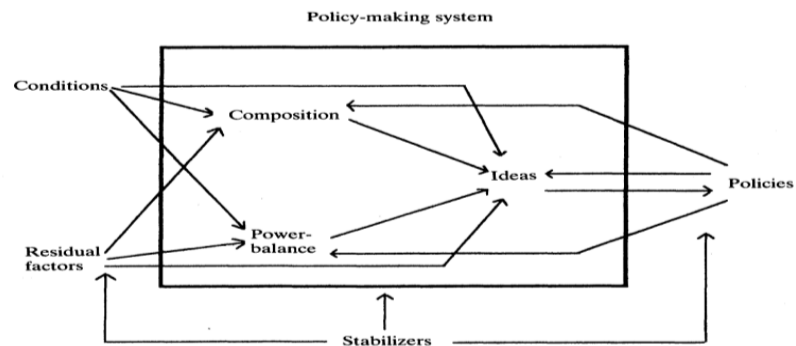 Policy-making system
Conditions
Composition
Ideas
Policies
Power-
balance
Residual
factors
Stabilizers